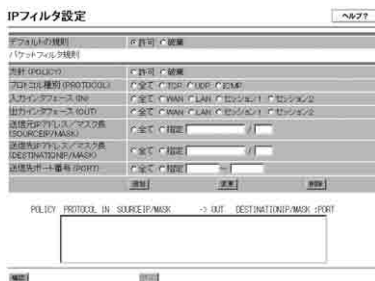 IPフィルタ設定
ヘルプ?
デフォルトの規則 許可 破棄
パケットフィルタ規則
方針 (POLICY) 許可 破棄
プロトコル種別 (PROTOCOL) 全て TCP UDP ICMP
入力インタフェース (IN) 全て WAN LAN セッション1 セッション2
出力インタフェース (OUT) 全て WAN LAN セッション1 セッション2
送信元IPアドレス/マスク長 (SOURCEIP/MASK) 全て 指定 /
送信先IPアドレス/マスク長 (DESTINATIONIP/MASK) 全て 指定 /
送信先ポート番号 (PORT) 全て 指定 ~
追加 変更 削除
POLICY PROTOCOL IN SOURCEIP/MASK -> OUT DESTINATIONIP/MASK :PORT
確認